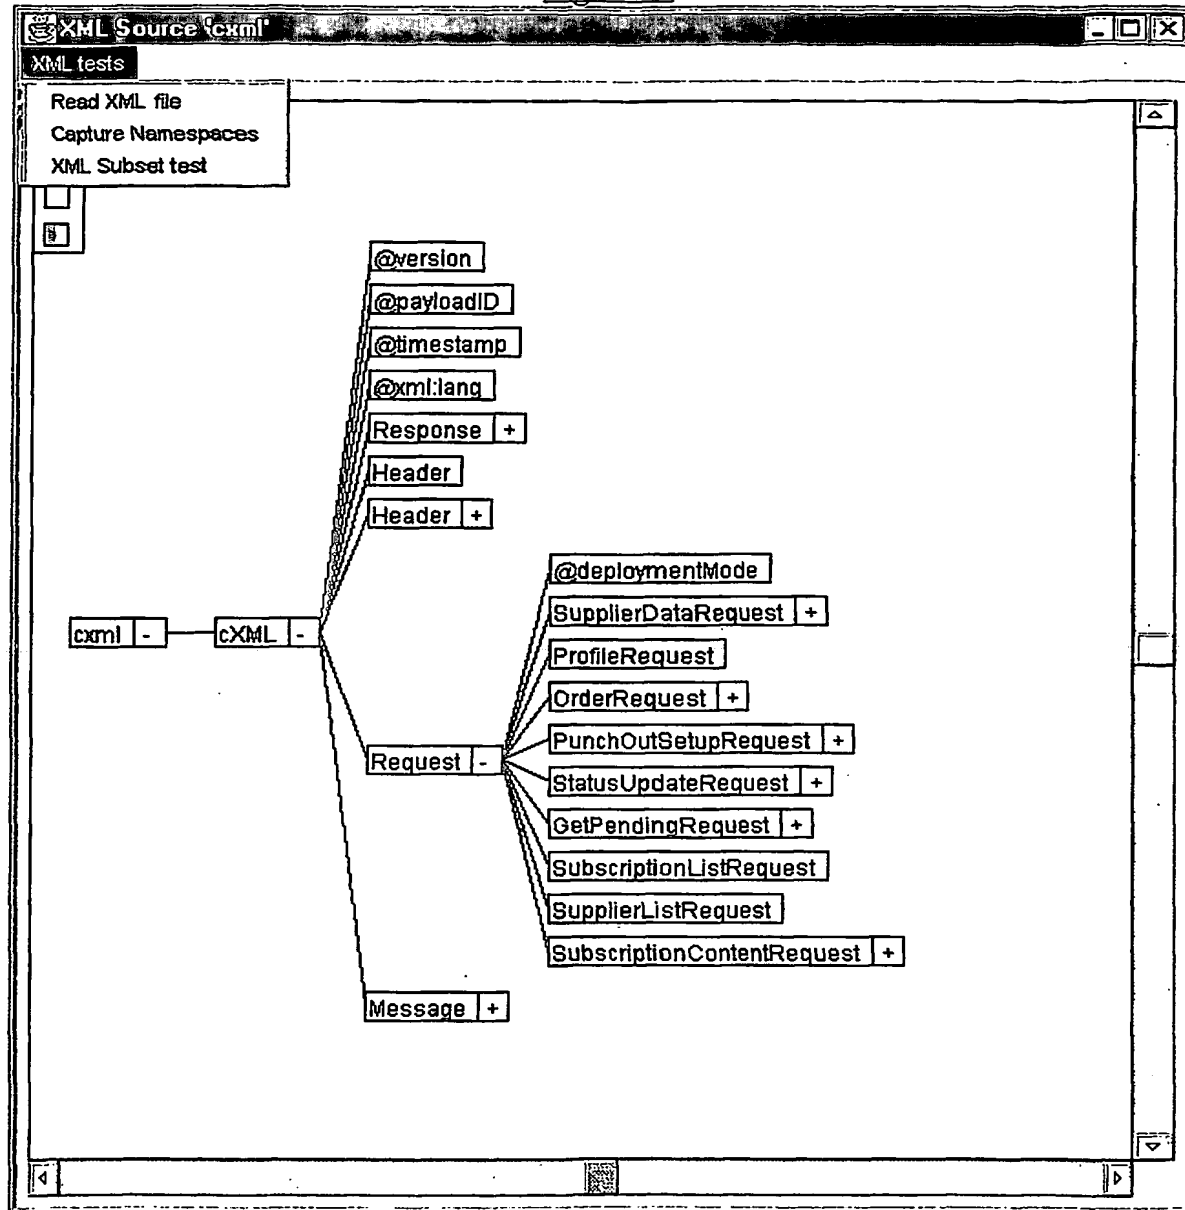 XML Source 'cxml'
XML tests
Read XML file
Capture Namespaces
XML Subset test
@version
@payloadID
@timestamp
@xml:lang
Response +
Header
Header +
cxml -
cXML -
Request -
@deploymentMode
SupplierDataRequest +
ProfileRequest
OrderRequest +
PunchOutSetupRequest +
StatusUpdateRequest +
GetPendingRequest +
SubscriptionListRequest
SupplierListRequest
SubscriptionContentRequest +
Message +